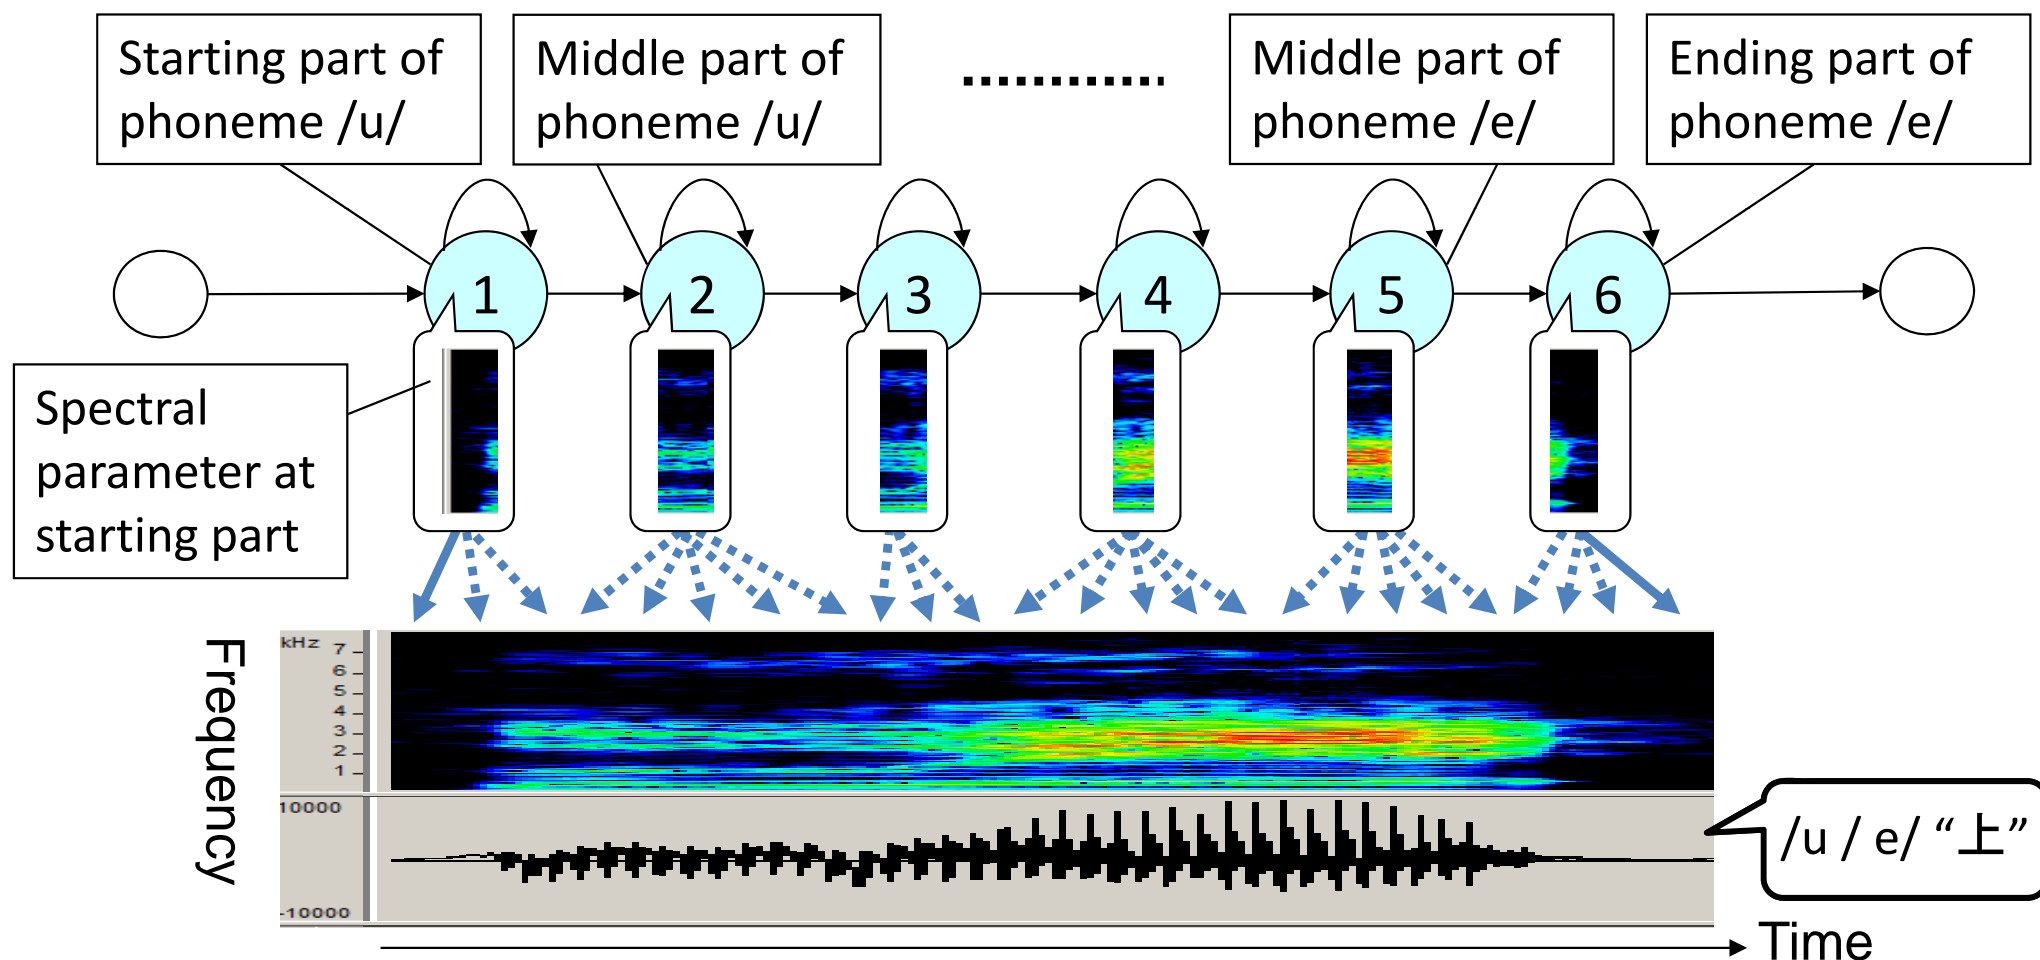 Starting part of
phoneme /u/
Middle part of
phoneme /u/
............
Middle part of
phoneme /e/
Ending part of
phoneme /e/
1
2
3
4
5
6
Spectral
parameter at
starting part
Frequency
kHz
7
6
5
4
3
2
1
10000
-10000
/u / e/ “上”
Time